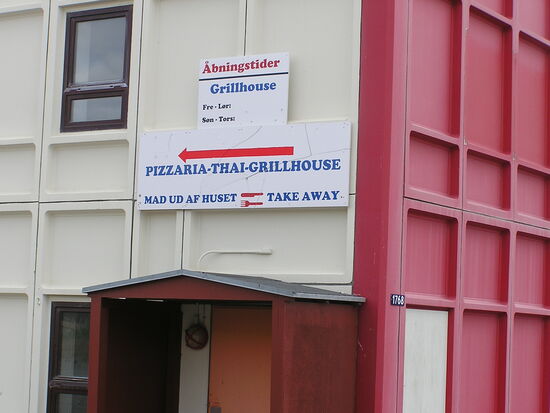 Åbningstider
Grillhouse
Fre - Lør:
Søn - Tors:
PIZZARIA-THAI-GRILLHOUSE
MAD UD AF HUSET TAKE AWAY
1768